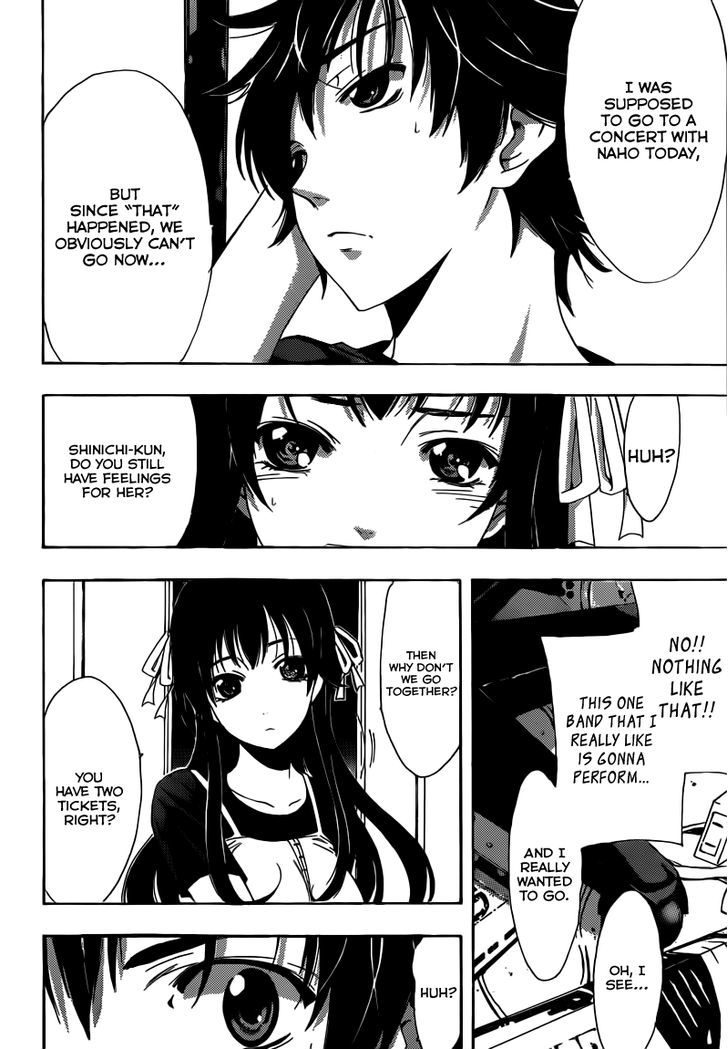 I WAS
SUPPOSED
TO GO TO A
CONCERT WITH
NAHO TODAY,
BUT
SINCE "THAT"
HAPPENED, WE
OBVIOUSLY CAN'T
GO NOW...
HUH?
SHINICHI-KUN,
DO YOU STILL
HAVE FEELINGS
FOR HER?
NO!!
NOTHING
LIKE
THAT!!
THIS ONE
BAND THAT I
REALLY LIKE
IS GONNA
PERFORM...
AND I
REALLY
WANTED
TO GO.
OH, I
SEE...
THEN
WHY DON'T
WE GO
TOGETHER?
YOU
HAVE TWO
TICKETS,
RIGHT?
HUH?